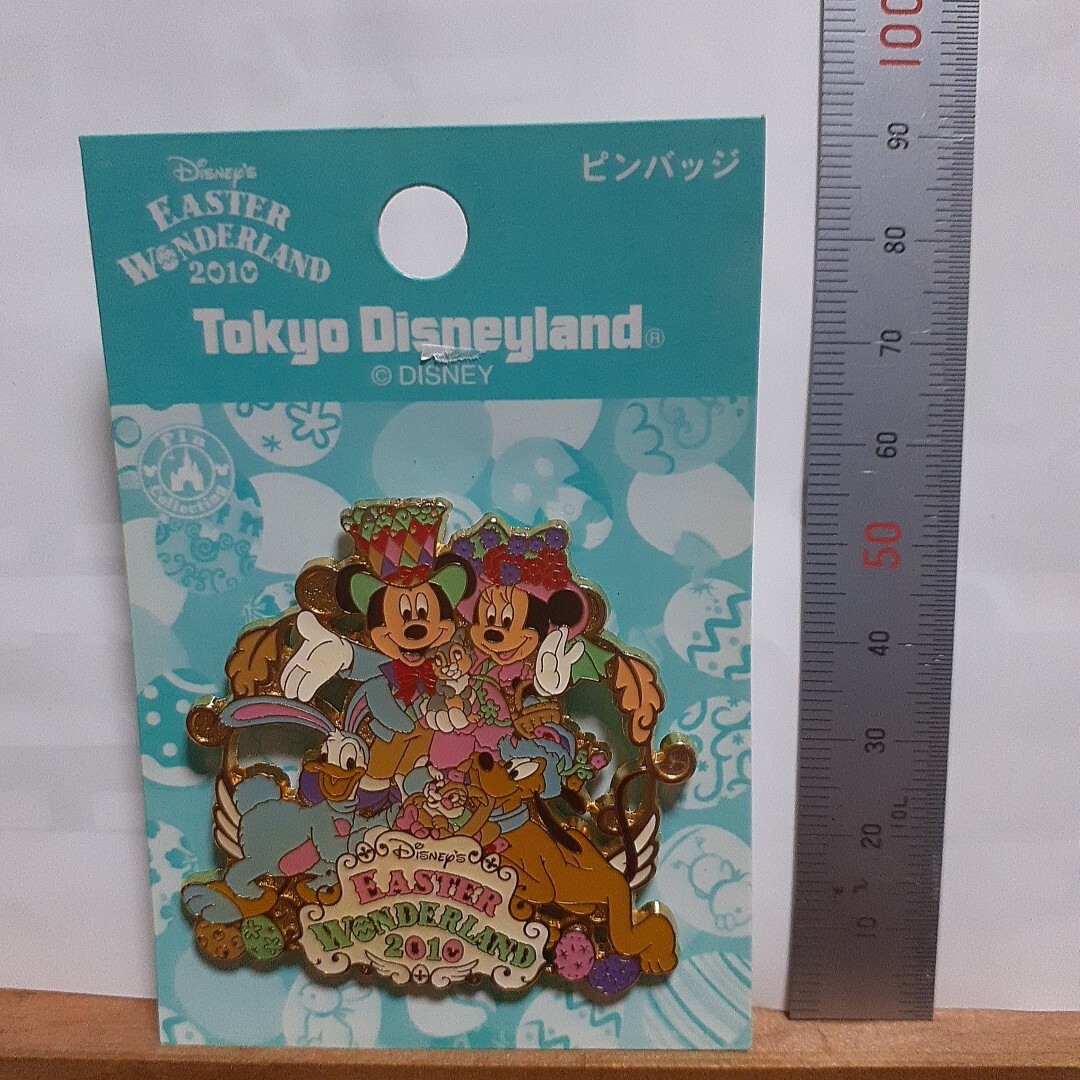 Disney's
EASTER
WONDERLAND
2010
ピンバッジ
Tokyo Disneyland®
© DISNEY
Pin
Collecting
Disney's
EASTER
WONDERLAND
2010
100
90
80
70
60
50
40
30
20
10